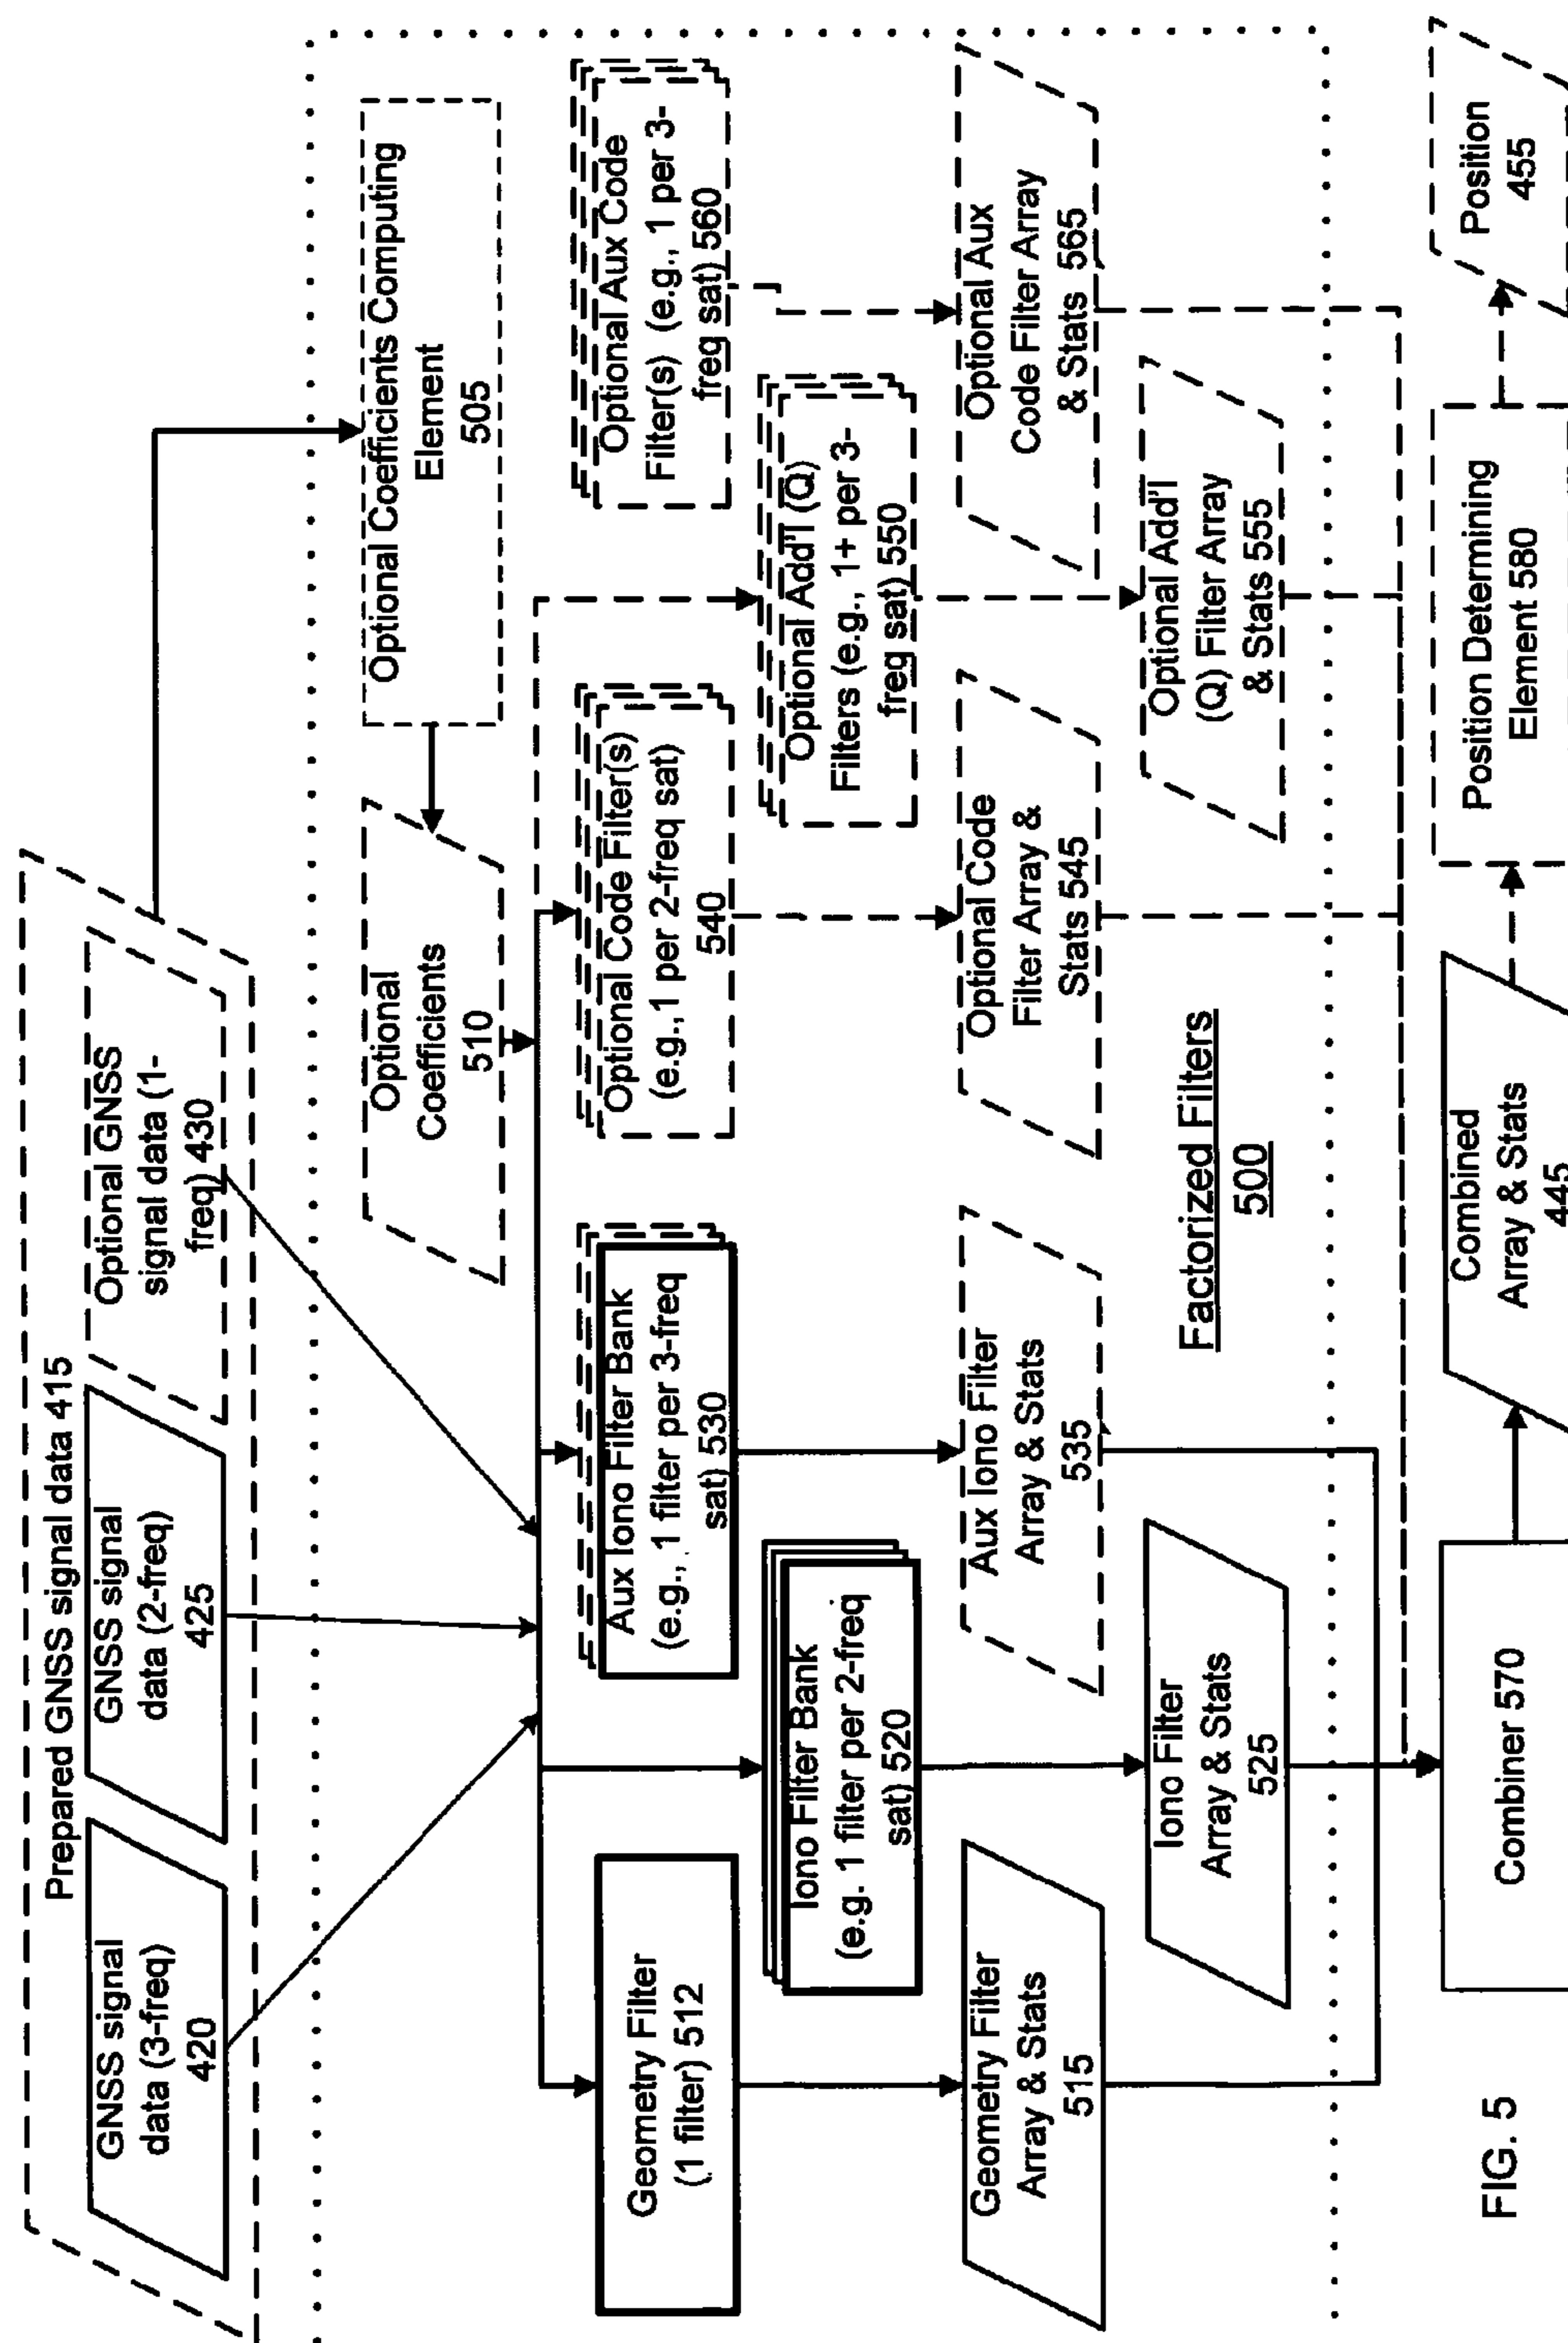 Prepared GNSS signal data 415
GNSS signal
data (3-freq)
420
GNSS signal
data (2-freq)
425
Optional GNSS
signal data (1-
freq) 430
Optional
Coefficients
510
Optional Coefficients Computing
Element
505
Geometry Filter
(1 filter) 512
Iono Filter Bank
(e.g. 1 filter per 2-freq
sat) 520
Aux Iono Filter Bank
(e.g., 1 filter per 3-freq
sat) 530
Optional Code Filter(s)
(e.g., 1 per 2-freq sat)
540
Optional Add'l (Q)
Filters (e.g., 1+ per 3-
freq sat) 550
Optional Aux Code
Filter(s) (e.g., 1 per 3-
freq sat) 560
Geometry Filter
Array & Stats
515
Iono Filter
Array & Stats
525
Aux Iono Filter
Array & Stats
535
Optional Code
Filter Array &
Stats 545
Optional Add'l
(Q) Filter Array
& Stats 555
Optional Aux
Code Filter Array
& Stats 565
Factorized Filters
500
Combiner 570
Combined
Array & Stats
445
Position Determining
Element 580
Position
455
FIG. 5